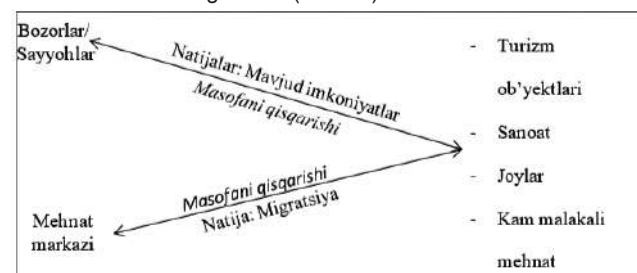 Bozorlar/
Sayyohlar
Natijalar: Mavjud imkoniyatlar
Masofani qisqarishi
Masofani qisqarishi
Natija: Migratsiya
Mehnat
markazi
- Turizm
ob’yektlari
- Sanoat
- Joylar
- Kam malakali
mehnat